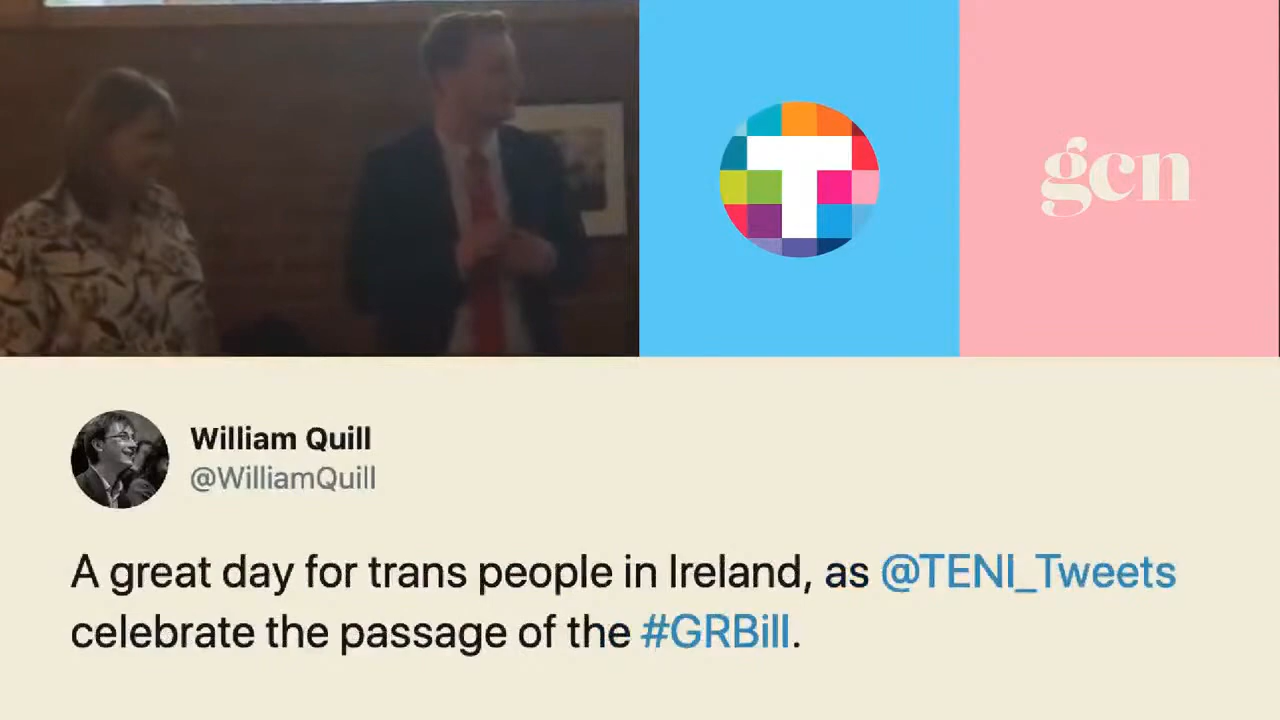 T
gcn
William Quill
@WilliamQuill
A great day for trans people in Ireland, as @TENI_Tweets
celebrate the passage of the #GRBill.